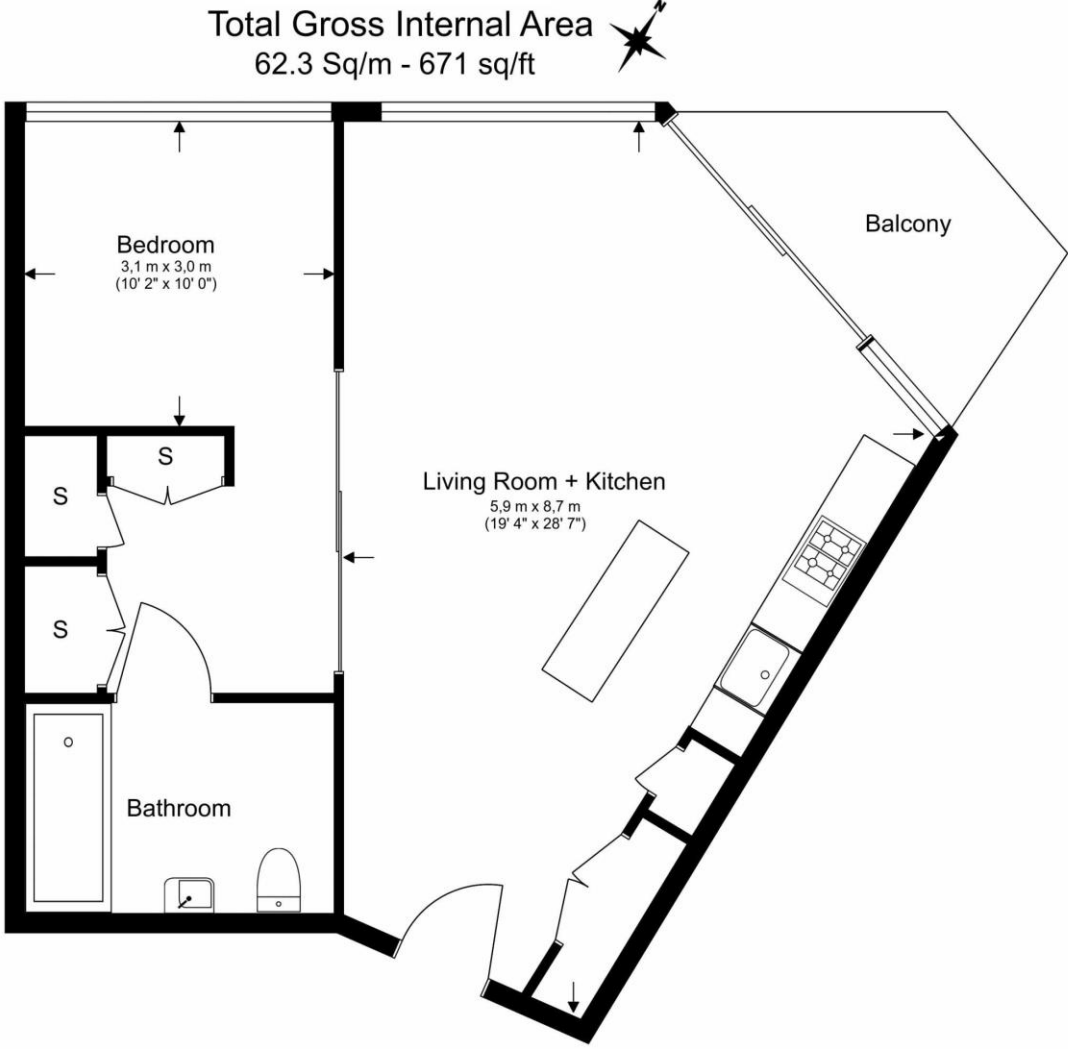 Total Gross Internal Area
62.3 Sq/m - 671 sq/ft
N
Balcony
Bedroom
3,1 m x 3,0 m
(10' 2" x 10' 0")
S
S
Living Room + Kitchen
5,9 m x 8,7 m
(19' 4" x 28' 7")
S
Bathroom